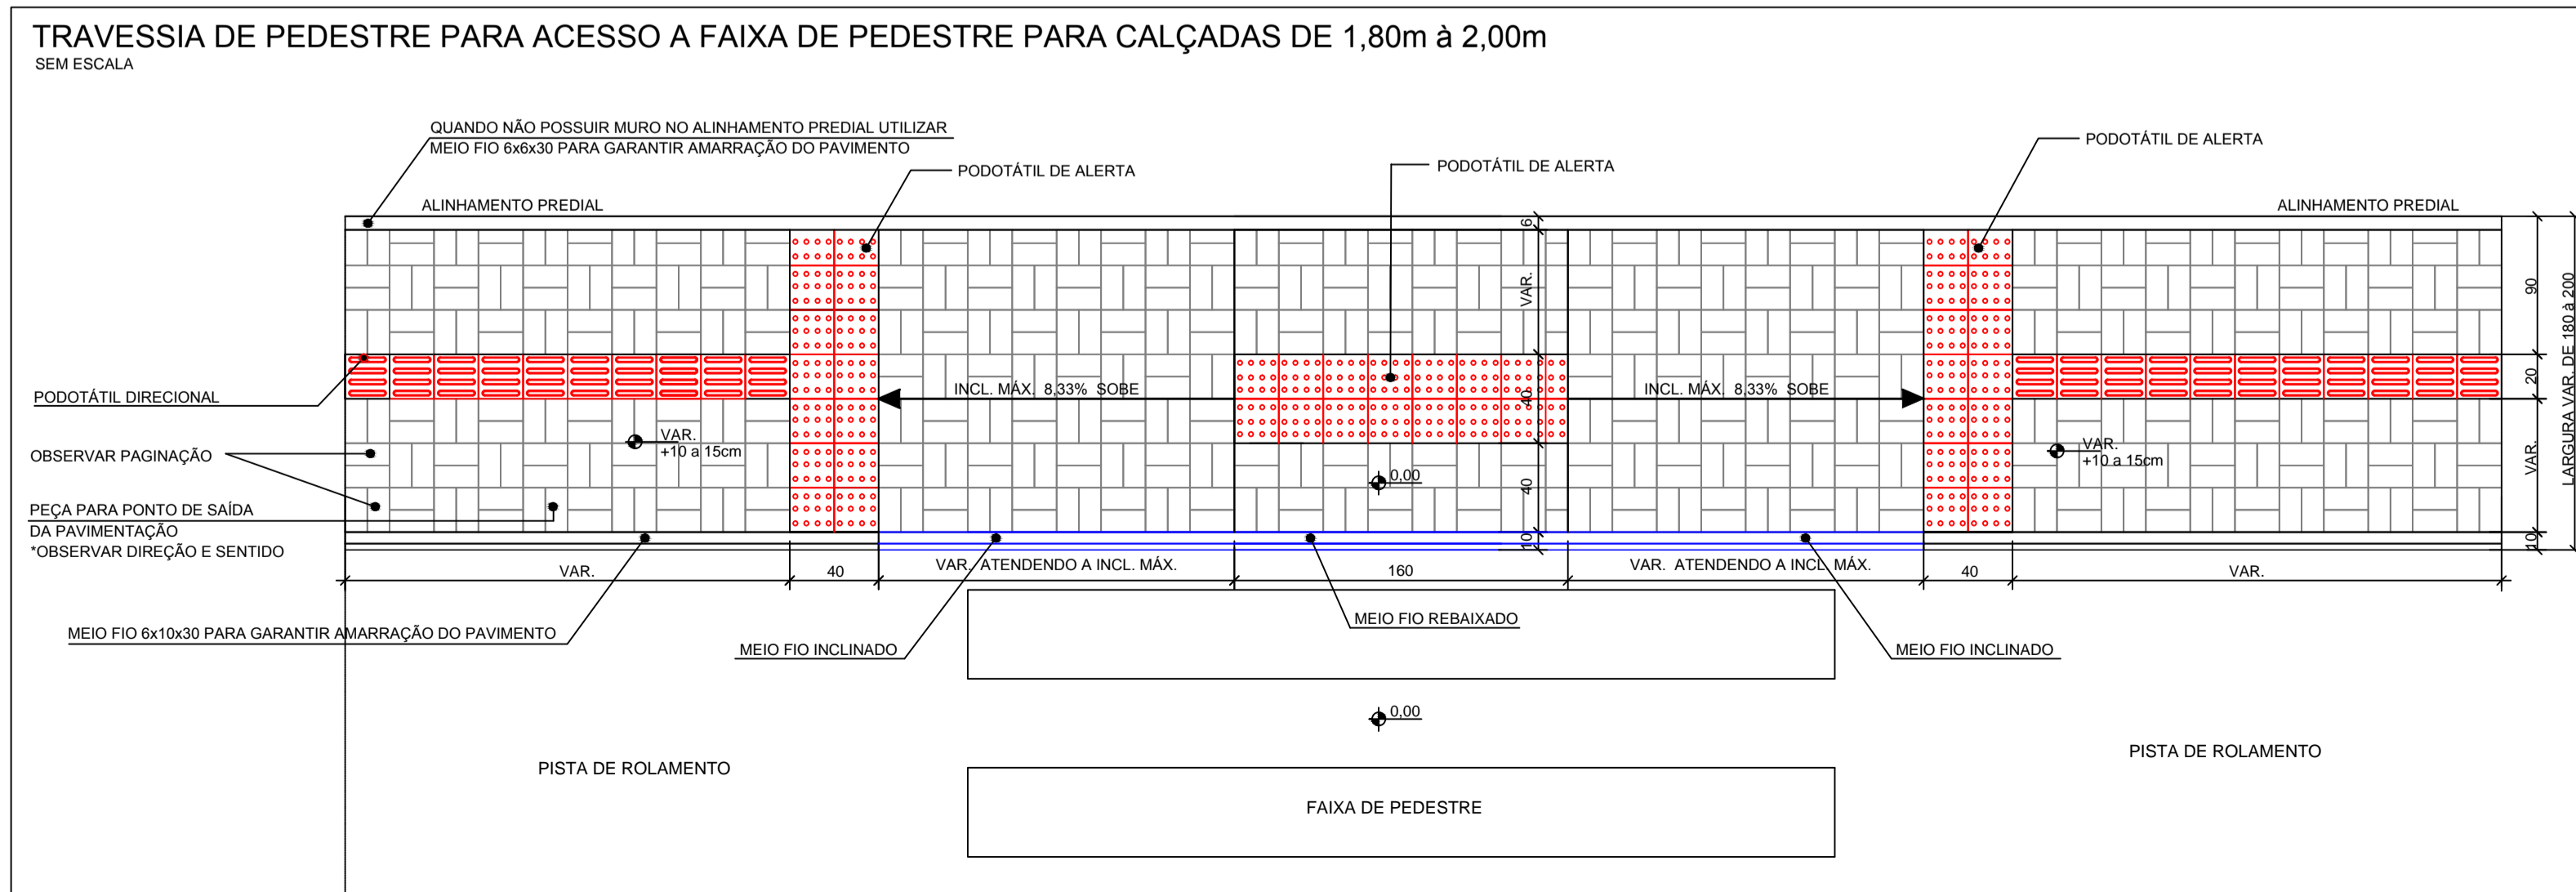 TRAVESSIA DE PEDESTRE PARA ACESSO A FAIXA DE PEDESTRE PARA CALÇADAS DE 1,80m à 2,00m
SEM ESCALA
QUANDO NÃO POSSUIR MURO NO ALINHAMENTO PREDIAL UTILIZAR
MEIO FIO 6x6x30 PARA GARANTIR AMARRAÇÃO DO PAVIMENTO
PODOTÁTIL DE ALERTA
PODOTÁTIL DE ALERTA
PODOTÁTIL DE ALERTA
ALINHAMENTO PREDIAL
ALINHAMENTO PREDIAL
6
VAR.
40
40
10
90
20
VAR.
10
LARGURA VAR. DE 180 à 200
PODOTÁTIL DIRECIONAL
INCL. MÁX. 8,33% SOBE
INCL. MÁX. 8,33% SOBE
OBSERVAR PAGINAÇÃO
VAR.
+10 a 15cm
0,00
VAR.
+10 a 15cm
PEÇA PARA PONTO DE SAÍDA
DA PAVIMENTAÇÃO
*OBSERVAR DIREÇÃO E SENTIDO
VAR.
40
VAR. ATENDENDO A INCL. MÁX.
160
VAR. ATENDENDO A INCL. MÁX.
40
VAR.
MEIO FIO 6x10x30 PARA GARANTIR AMARRAÇÃO DO PAVIMENTO
MEIO FIO INCLINADO
MEIO FIO REBAIXADO
MEIO FIO INCLINADO
0,00
PISTA DE ROLAMENTO
PISTA DE ROLAMENTO
FAIXA DE PEDESTRE